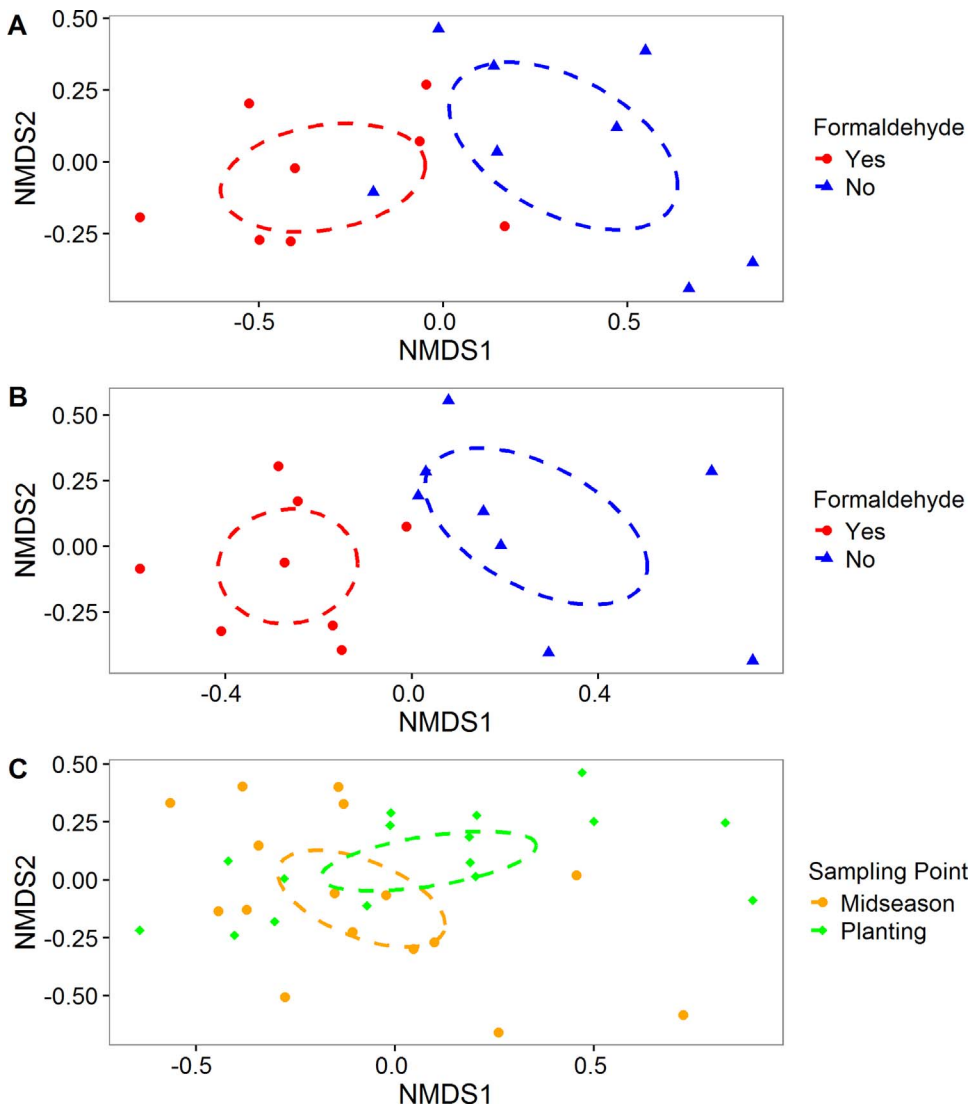 A
0.50
0.25
0.00
-0.25
NMDS2
-0.5
0.0
0.5
NMDS1
Formaldehyde
Yes
No
B
0.50
0.25
0.00
-0.25
NMDS2
-0.4
0.0
0.4
NMDS1
Formaldehyde
Yes
No
C
0.50
0.25
0.00
-0.25
-0.50
NMDS2
-0.5
0.0
0.5
NMDS1
Sampling Point
Midseason
Planting